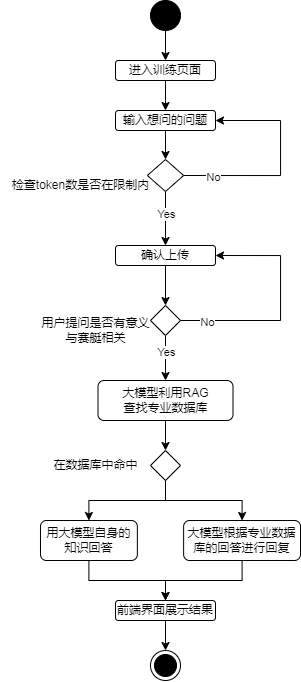 进入训练页面
输入想问的问题
检查token数是否在限制内
No
Yes
确认上传
用户提问是否有意义
与赛艇相关
No
Yes
大模型利用RAG
查找专业数据库
在数据库中命中
用大模型自身的
知识回答
大模型根据专业数据
库的回答进行回复
前端界面展示结果